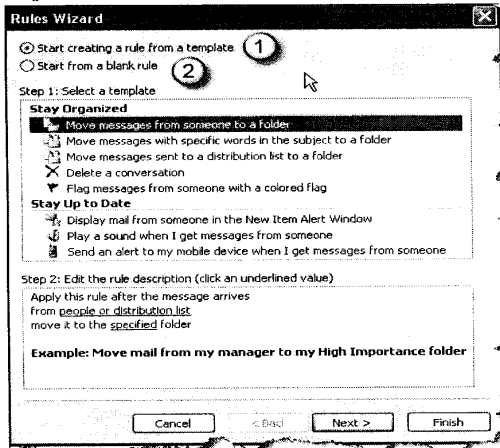 Rules Wizard
Start creating a rule from a template 1
Start from a blank rule 2
Step 1: Select a template
Stay Organized
Move messages from someone to a folder
Move messages with specific words in the subject to a folder
Move messages sent to a distribution list to a folder
Delete a conversation
Flag messages from someone with a colored flag
Stay Up to Date
Display mail from someone in the New Item Alert Window
Play a sound when I get messages from someone
Send an alert to my mobile device when I get messages from someone
Step 2: Edit the rule description (click an underlined value)
Apply this rule after the message arrives
from people or distribution list
move it to the specified folder
Example: Move mail from my manager to my High Importance folder
Cancel < Back Next > Finish